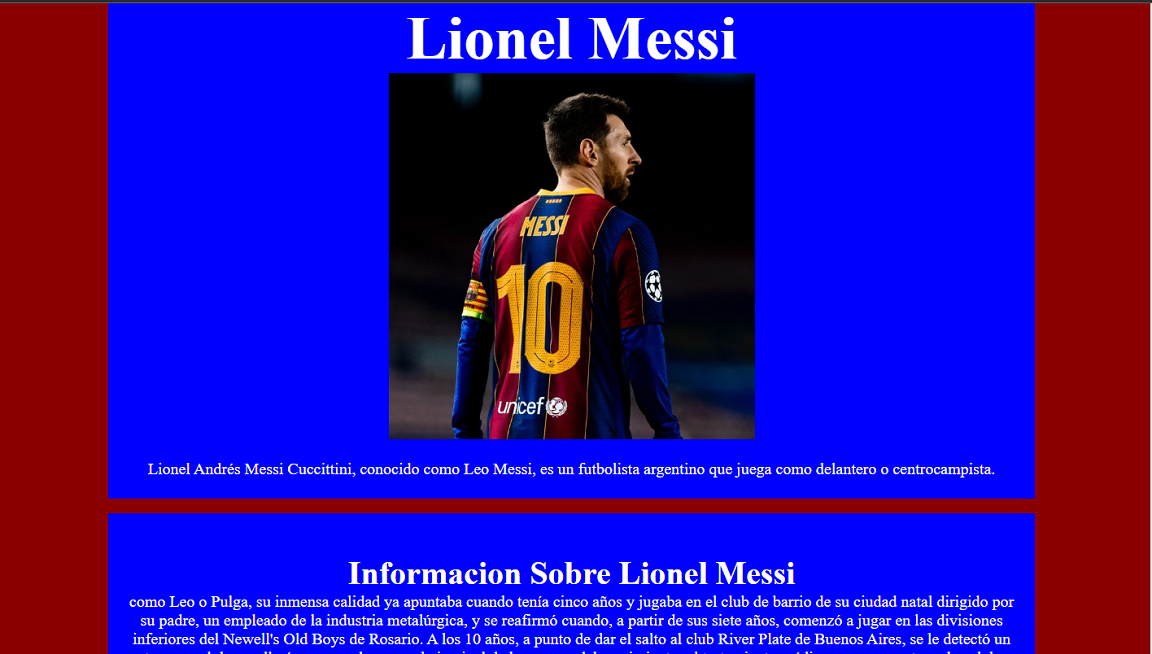 Lionel Messi
MESSI
10
unicef
Lionel Andrés Messi Cuccittini, conocido como Leo Messi, es un futbolista argentino que juega como delantero o centrocampista.
Informacion Sobre Lionel Messi
como Leo o Pulga, su inmensa calidad ya apuntaba cuando tenía cinco años y jugaba en el club de barrio de su ciudad natal dirigido por
su padre, un empleado de la industria metalúrgica, y se reafirmó cuando, a partir de sus siete años, comenzó a jugar en las divisiones
inferiores del Newell's Old Boys de Rosario. A los 10 años, a punto de dar el salto al club River Plate de Buenos Aires, se le detectó un